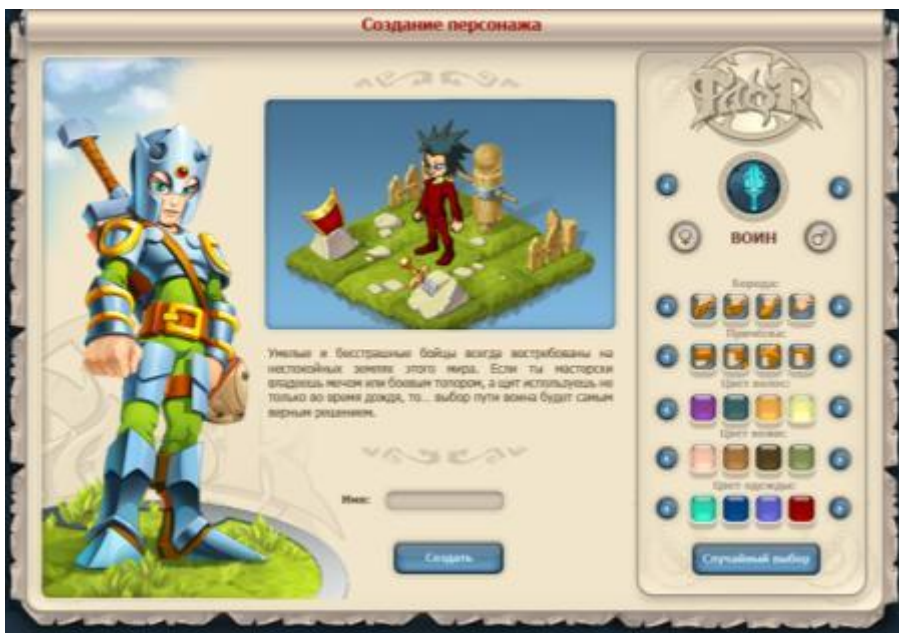 Создание персонажа
ВОИН
Борода:
Причёска:
Цвет волос:
Цвет кожи:
Цвет одежды:
Случайный выбор
Умелые и бесстрашные бойцы всегда востребованы на
неспокойных землях этого мира. Если ты мастерски
владеешь мечом или боевым топором, а щит используешь не
только во время дождя, то... выбор пути воина будет самым
верным решением.
Имя:
Создать